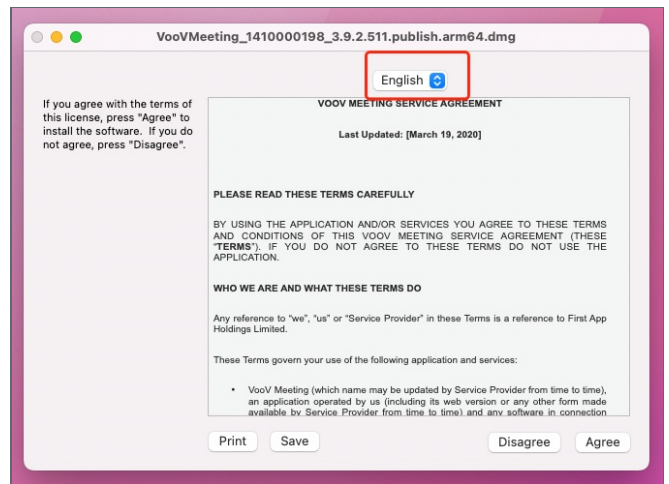 VooVMeeting_1410000198_3.9.2.511.publish.arm64.dmg
English
If you agree with the terms of
this license, press "Agree" to
install the software. If you do
not agree, press "Disagree".
VOOV MEETING SERVICE AGREEMENT
Last Updated: [March 19, 2020]
PLEASE READ THESE TERMS CAREFULLY
BY USING THE APPLICATION AND/OR SERVICES YOU AGREE TO THESE TERMS
AND CONDITIONS OF THIS VOOV MEETING SERVICE AGREEMENT (THESE
"TERMS"). IF YOU DO NOT AGREE TO THESE TERMS DO NOT USE THE
APPLICATION.
WHO WE ARE AND WHAT THESE TERMS DO
Any reference to "we", "us" or "Service Provider" in these Terms is a reference to First App
Holdings Limited.
These Terms govern your use of the following application and services:
• VooV Meeting (which name may be updated by Service Provider from time to time),
an application operated by us (including its web version or any other form made
available by Service Provider from time to time) and any software in connection
Print Save Disagree Agree